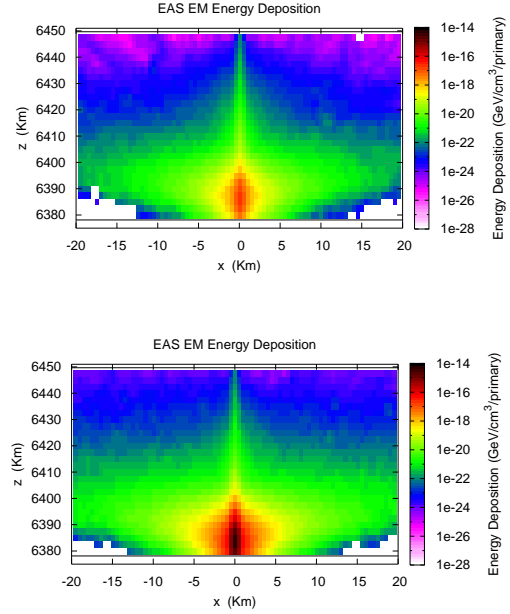 EAS EM Energy Deposition
6450
6440
6430
6420
6410
6400
6390
6380
z (Km)
-20 -15 -10 -5 0 5 10 15 20
x (Km)
1e-14
1e-16
1e-18
1e-20
1e-22
1e-24
1e-26
1e-28
Energy Deposition (GeV/cm^3/primary)
EAS EM Energy Deposition
6450
6440
6430
6420
6410
6400
6390
6380
z (Km)
-20 -15 -10 -5 0 5 10 15 20
x (Km)
1e-14
1e-16
1e-18
1e-20
1e-22
1e-24
1e-26
1e-28
Energy Deposition (GeV/cm^3/primary)